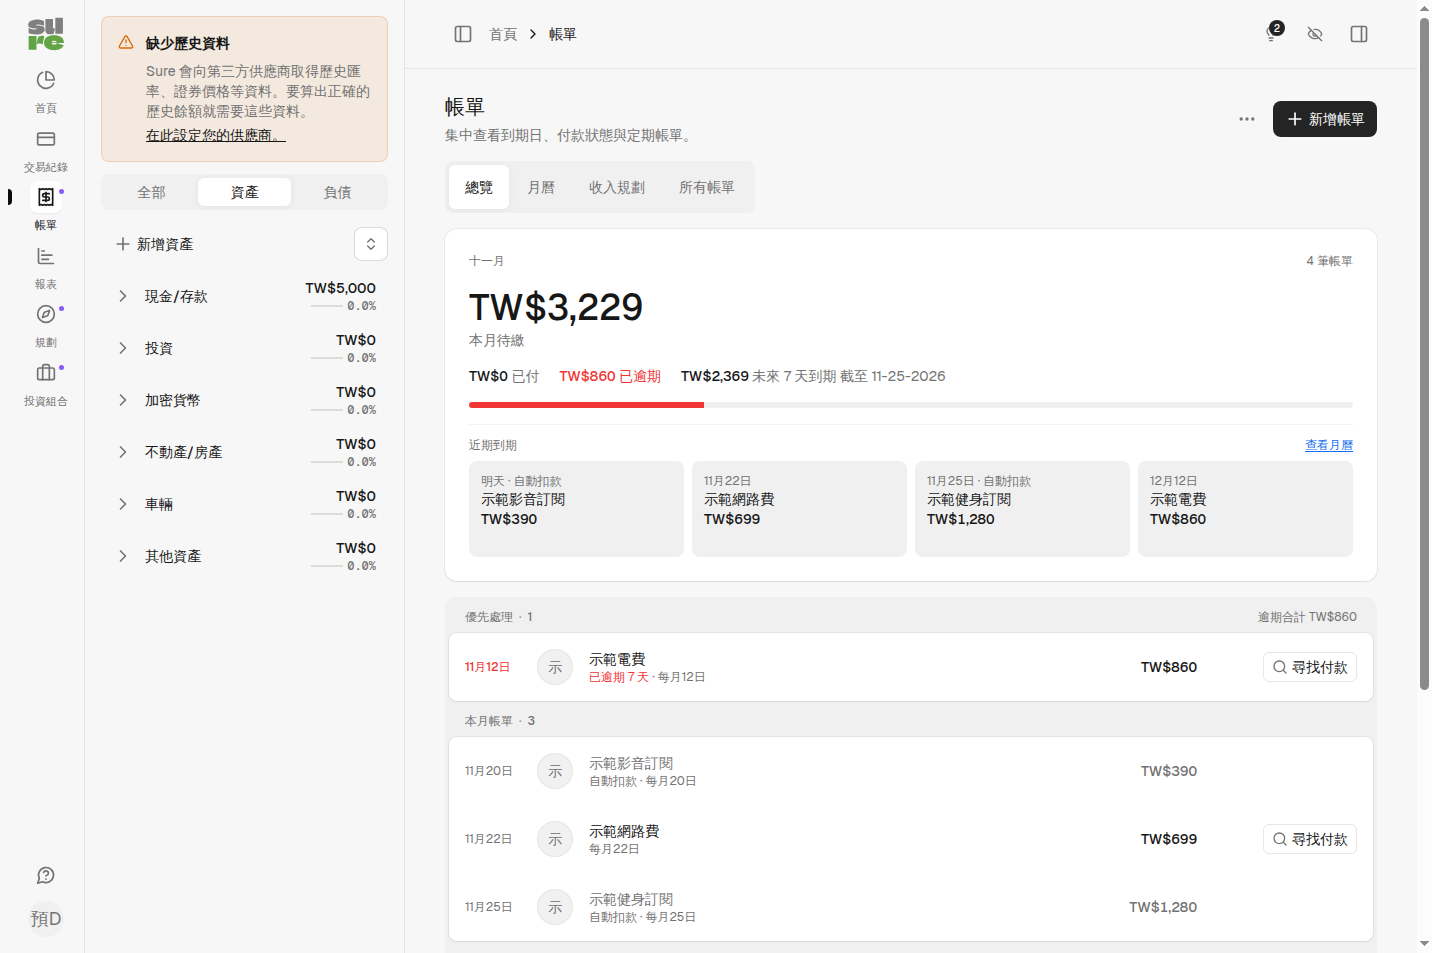 sure
首頁
交易紀錄
帳單
報表
規劃
投資組合
預D
缺少歷史資料
Sure 會向第三方供應商取得歷史匯
率、證券價格等資料。要算出正確的
歷史餘額就需要這些資料。
在此設定您的供應商。
全部 資產 負債
新增資產
現金/存款 TW$5,000
0.0%
投資 TW$0
0.0%
加密貨幣 TW$0
0.0%
不動產/房產 TW$0
0.0%
車輛 TW$0
0.0%
其他資產 TW$0
0.0%
首頁 > 帳單
2
帳單
集中查看到期日、付款狀態與定期帳單。
新增帳單
總覽 月曆 收入規劃 所有帳單
十一月 4 筆帳單
TW$3,229
本月待繳
TW$0 已付 TW$860 已逾期 TW$2,369 未來 7 天到期 截至 11-25-2026
近期到期 查看月曆
明天 · 自動扣款
示範影音訂閱
TW$390
11月22日
示範網路費
TW$699
11月25日 · 自動扣款
示範健身訂閱
TW$1,280
12月12日
示範電費
TW$860
優先處理 · 1 逾期合計 TW$860
11月12日 示 示範電費 TW$860 尋找付款
已逾期 7 天 · 每月12日
本月帳單 · 3
11月20日 示 示範影音訂閱 TW$390
自動扣款 · 每月20日
11月22日 示 示範網路費 TW$699 尋找付款
每月22日
11月25日 示 示範健身訂閱 TW$1,280
自動扣款 · 每月25日